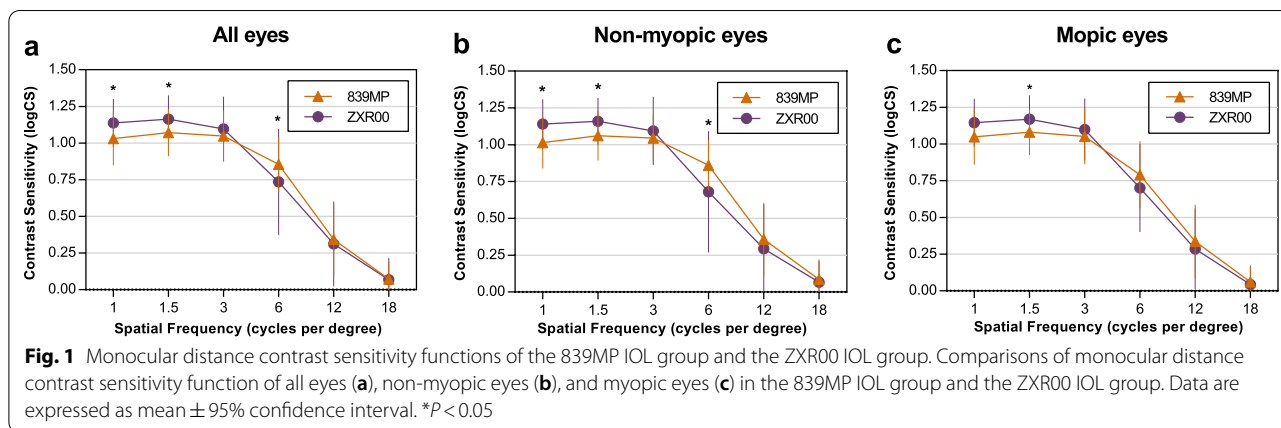 a All eyes
Contrast Sensitivity (logCS)
1.50
1.25
1.00
0.75
0.50
0.25
0.00
* * *
839MP
ZXR00
1 1.5 3 6 12 18
Spatial Frequency (cycles per degree)
b Non-myopic eyes
Contrast Sensitivity (logCS)
1.50
1.25
1.00
0.75
0.50
0.25
0.00
* * *
839MP
ZXR00
1 1.5 3 6 12 18
Spatial Frequency (cycles per degree)
c Mopic eyes
Contrast Sensitivity (logCS)
1.50
1.25
1.00
0.75
0.50
0.25
0.00
*
839MP
ZXR00
1 1.5 3 6 12 18
Spatial Frequency (cycles per degree)
Fig. 1 Monocular distance contrast sensitivity functions of the 839MP IOL group and the ZXR00 IOL group. Comparisons of monocular distance
contrast sensitivity function of all eyes (a), non-myopic eyes (b), and myopic eyes (c) in the 839MP IOL group and the ZXR00 IOL group. Data are
expressed as mean ± 95% confidence interval. *P < 0.05